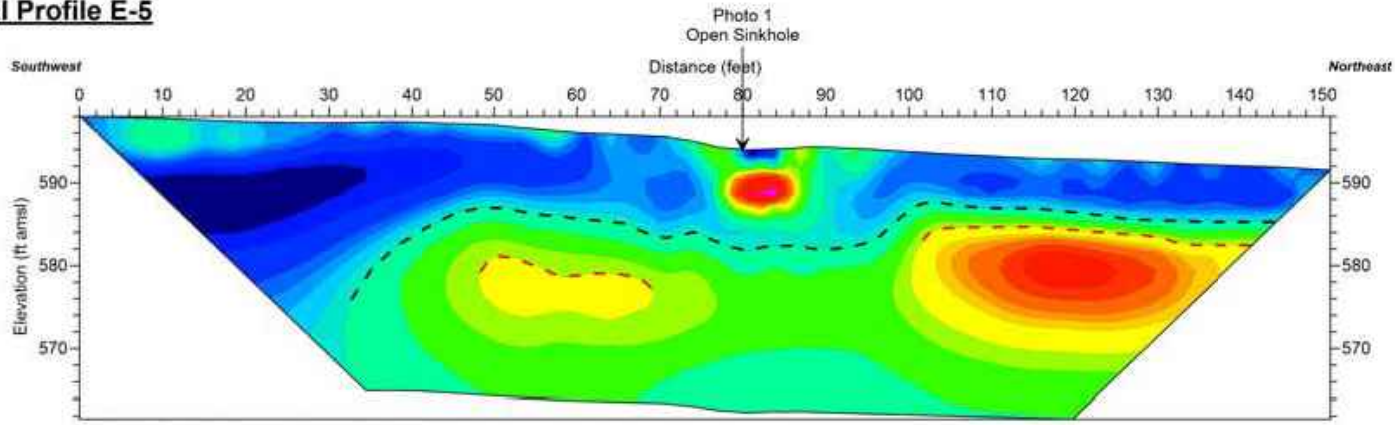 l Profile E-5
Photo 1
Open Sinkhole
Southwest
Distance (feet)
Northeast
0 10 20 30 40 50 60 70 80 90 100 110 120 130 140 150
Elevation (ft amsl)
590
580
570
590
580
570